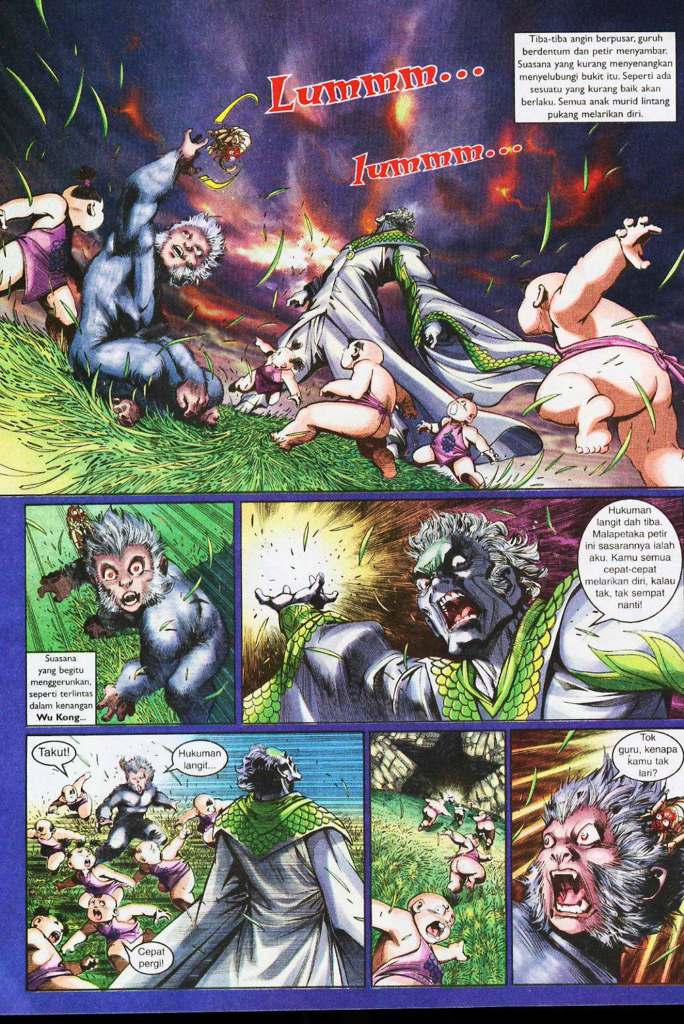 Tiba-tiba angin berpusar, guruh
berdentum dan petir menyambar.
Suasana yang kurang menyenangkan
menyelubungi bukit itu. Seperti ada
sesuatu yang kurang baik akan
berlaku. Semua anak murid lintang
pukang melarikan diri.
Lummm...
lummm...
Suasana
yang begitu
menggerunkan,
seperti terlintas
dalam kenangan
Wu Kong...
Hukuman
langit dah tiba.
Malapetaka petir
ini sasarannya ialah
aku. Kamu semua
cepat-cepat
melarikan diri, kalau
tak, tak sempat
nanti!
Takut!
Hukuman
langit...
Cepat
pergi!
Tok
guru, kenapa
kamu tak
lari?